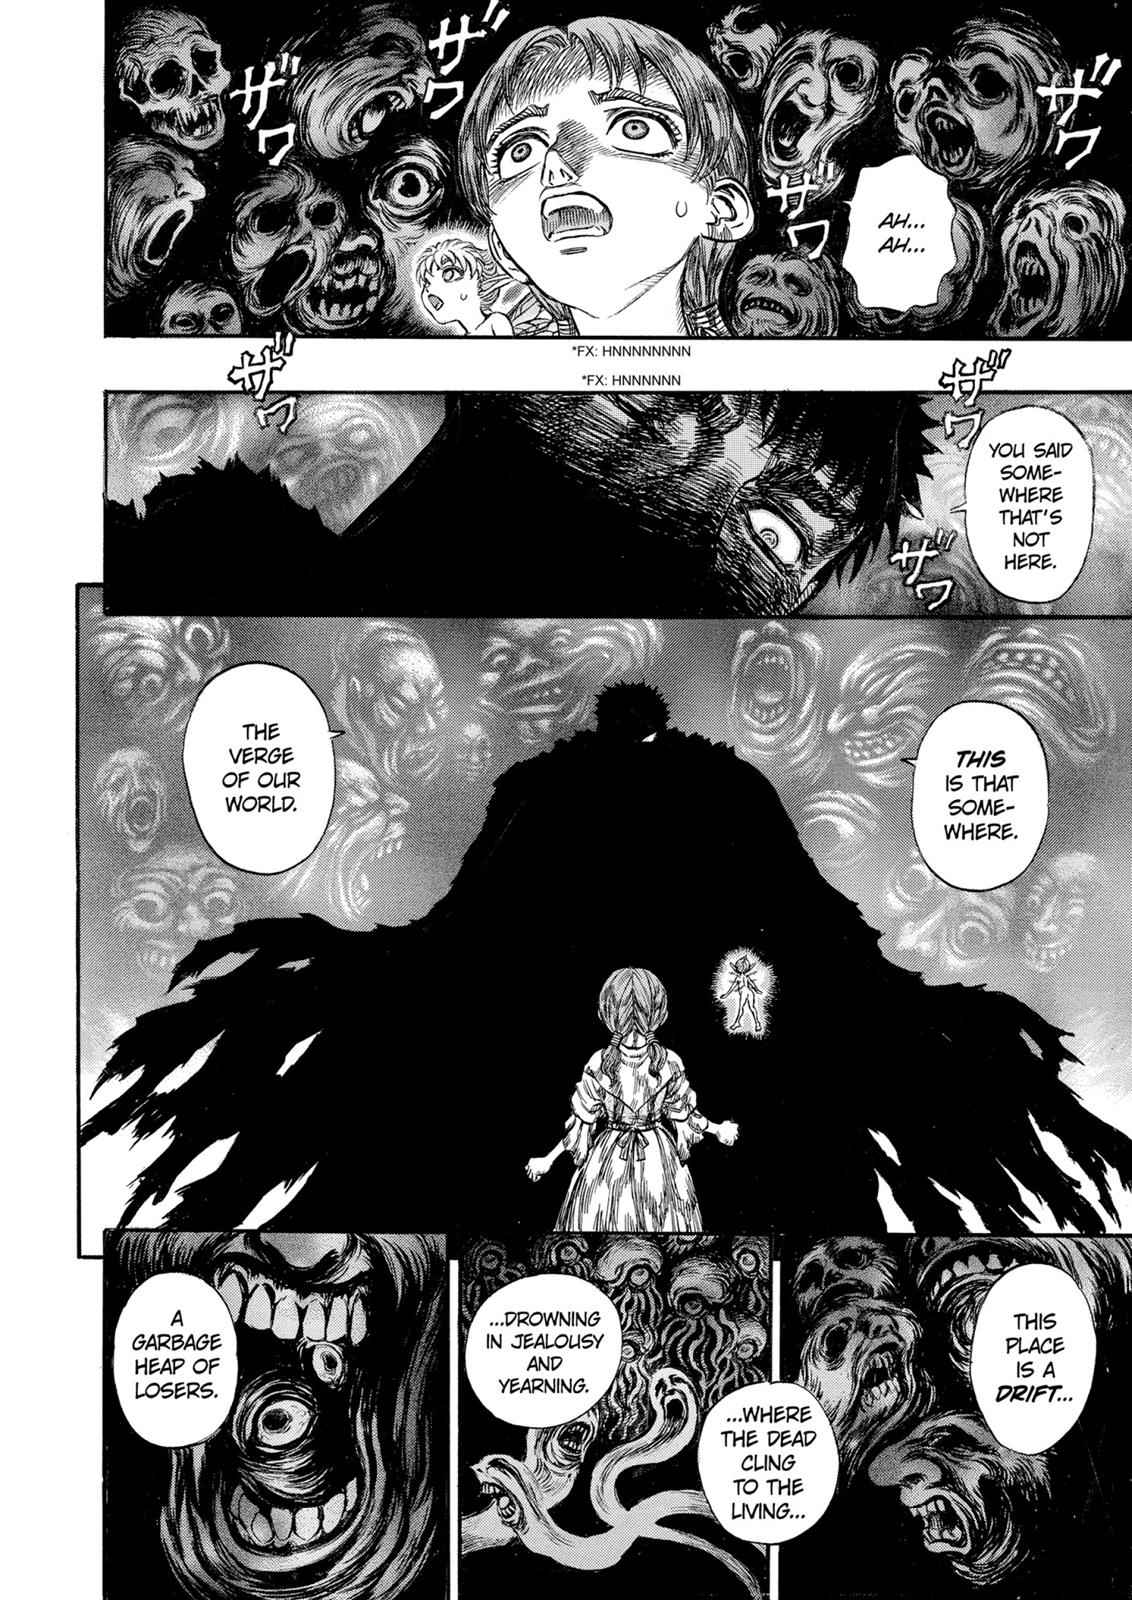 ザワ
ザワ
ザワ
ザワ
AH...
AH...
*FX: HNNNNNNNN
*FX: HNNNNNN
ザワ
ザワ
ザワ
YOU SAID
SOME-
WHERE
THAT'S
NOT
HERE.
THIS
IS THAT
SOME-
WHERE.
THE
VERGE
OF OUR
WORLD.
THIS
PLACE
IS A
DRIFT...
...WHERE
THE DEAD
CLING
TO THE
LIVING...
...DROWNING
IN JEALOUSY
AND
YEARNING.
A
GARBAGE
HEAP OF
LOSERS.